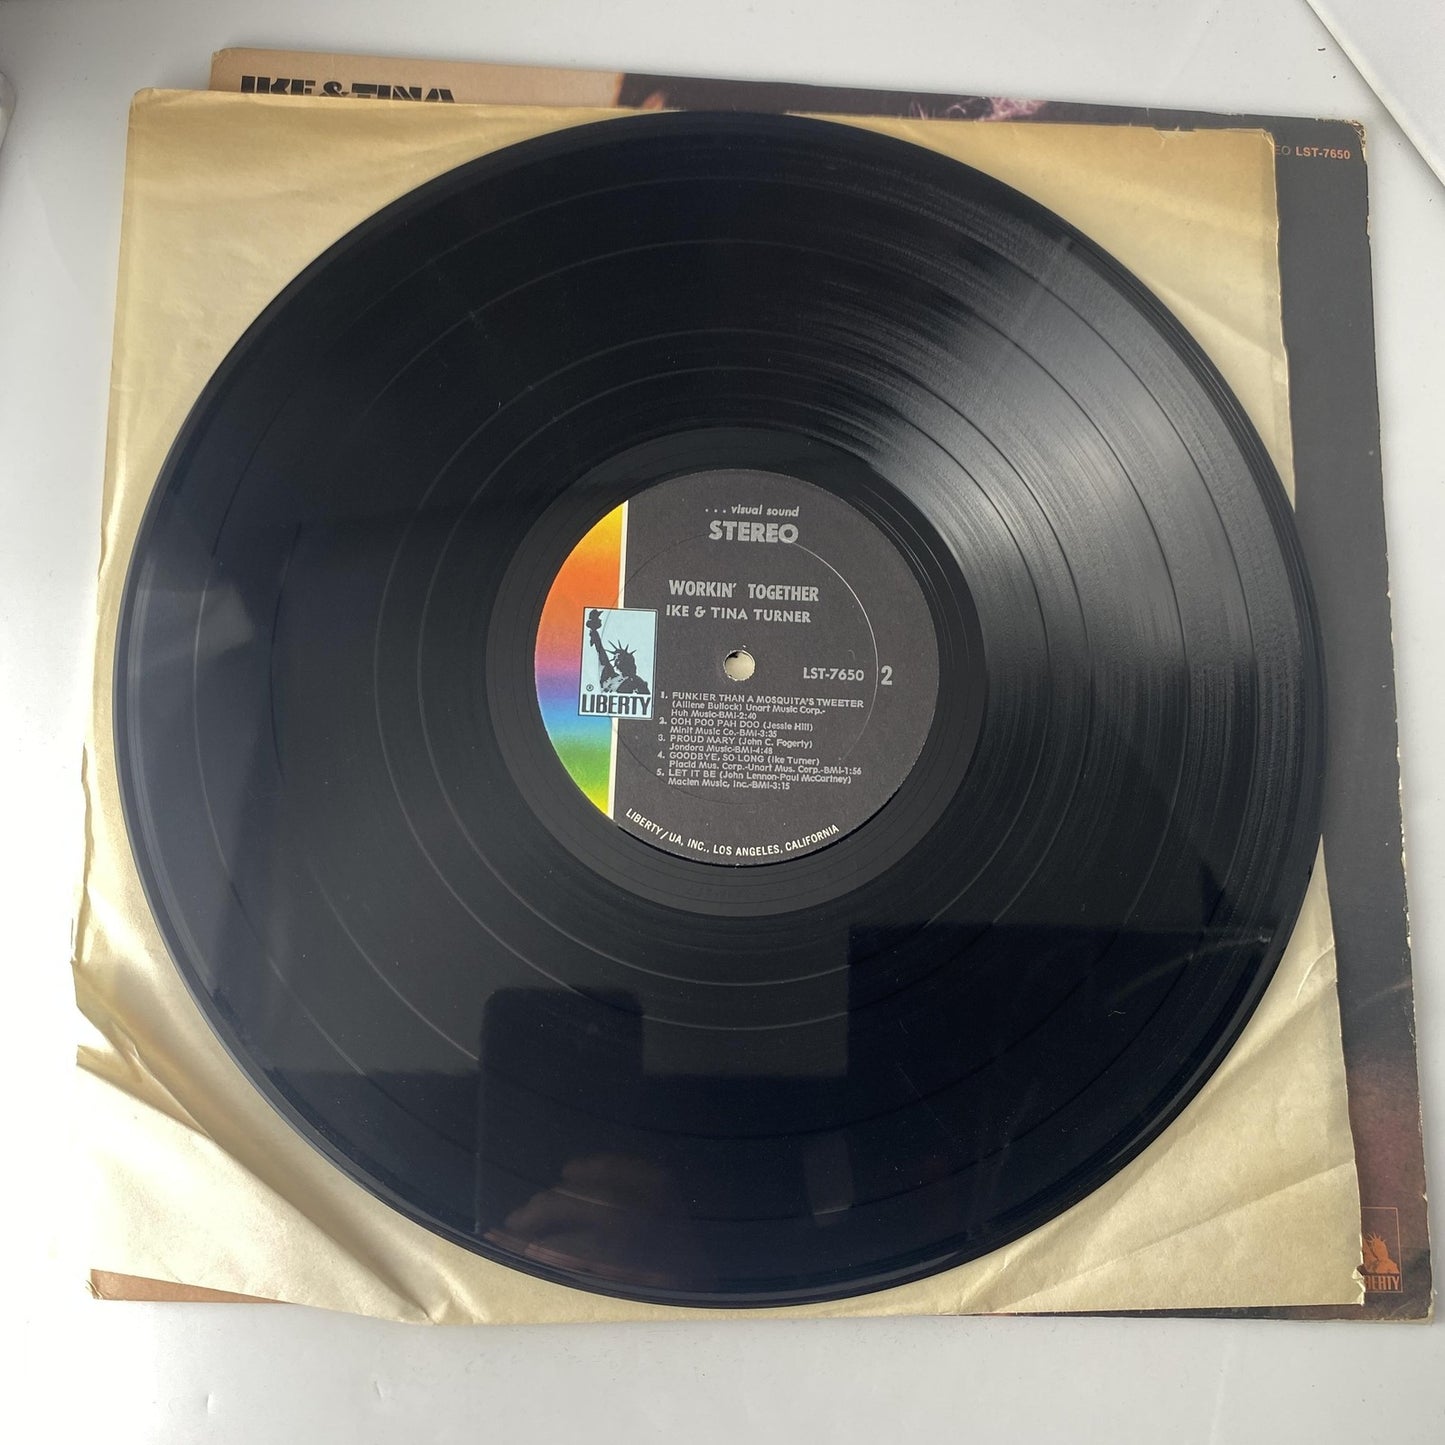 IKE & TINA
EO LST-7650
. . . visual sound
STEREO
WORKIN' TOGETHER
IKE & TINA TURNER
LST-7650 2
® LIBERTY
1. FUNKIER THAN A MOSQUITA'S TWEETER
(Alliene Bullock) Unart Music Corp.-
Huh Music-BMI-2:40
2. OOH POO PAH DOO (Jessie Hill)
Minit Music Co.-BMI-3:35
3. PROUD MARY (John C. Fogerty)
Jondora Music-BMI-4:48
4. GOODBYE, SO LONG (Ike Turner)
Placid Mus. Corp.-Unart Mus. Corp.-BMI-1:56
5. LET IT BE (John Lennon-Paul McCartney)
Maclen Music, Inc.-BMI-3:15
LIBERTY/UA, INC., LOS ANGELES, CALIFORNIA
BERTY